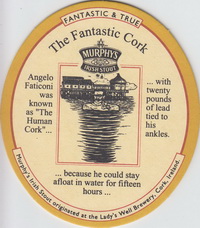 FANTASTIC & TRUE
The Fantastic Cork
MURPHY'S
IRISH STOUT
Angelo
Faticoni
was
known
as "The
Human
Cork"...
... with
twenty
pounds
of lead
tied to
his
ankles.
... because he could stay
afloat in water for fifteen
hours ...
Murphy's Irish Stout originated at the Lady's Well Brewery, Cork, Ireland.